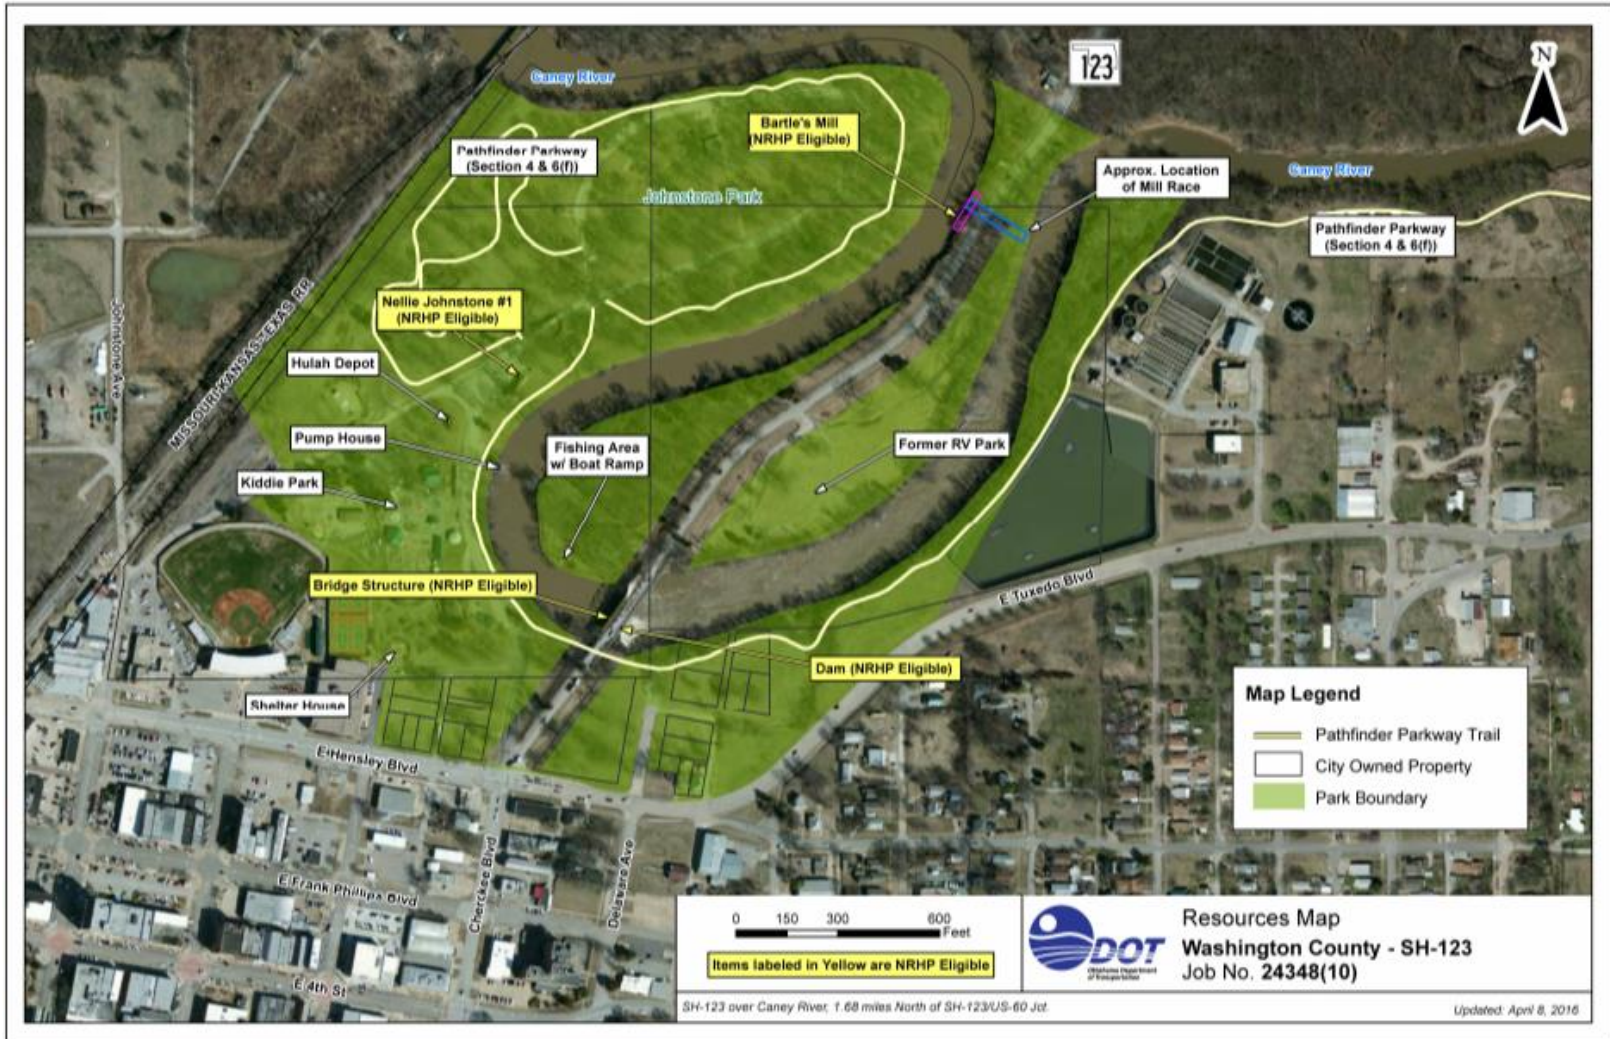 Caney River
123
N
Bartle's Mill
(NRHP Eligible)
Pathfinder Parkway
(Section 4 & 6(f))
Approx. Location
of Mill Race
Caney River
Johnstone Park
Pathfinder Parkway
(Section 4 & 6(f))
Nellie Johnstone #1
(NRHP Eligible)
Johnstone Ave
MISSOURI-KANSAS-TEXAS RR
Hulah Depot
Pump House
Fishing Area
w/ Boat Ramp
Former RV Park
Kiddie Park
Bridge Structure (NRHP Eligible)
E Tuxedo Blvd
Dam (NRHP Eligible)
Shelter House
E Hensley Blvd
Map Legend
Pathfinder Parkway Trail
City Owned Property
Park Boundary
Cherokee Blvd
Delaware Ave
E Frank Phillips Blvd
E 4th St
0 150 300 600
Feet
Items labeled in Yellow are NRHP Eligible
DOT
Oklahoma Department
of Transportation
Resources Map
Washington County - SH-123
Job No. 24348(10)
SH-123 over Caney River, 1.68 miles North of SH-123/US-60 Jct.
Updated: April 8, 2016